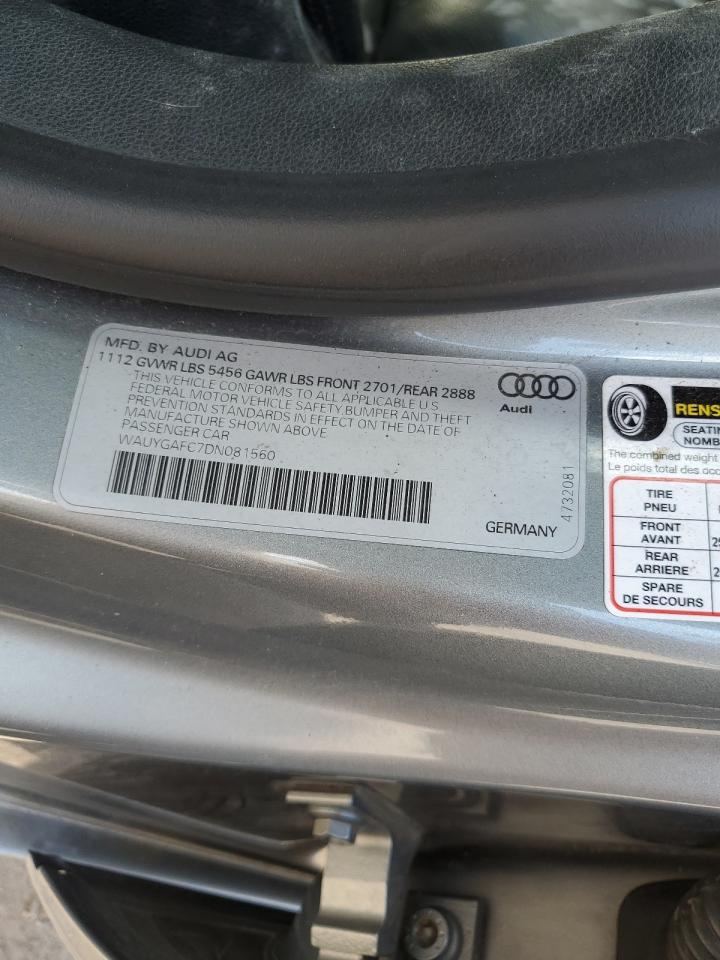 MFD. BY AUDI AG
1112 GVWR LBS 5456 GAWR LBS FRONT 2701/REAR 2888
THIS VEHICLE CONFORMS TO ALL APPLICABLE U S
FEDERAL MOTOR VEHICLE SAFETY, BUMPER AND THEFT
PREVENTION STANDARDS IN EFFECT ON THE DATE OF
MANUFACTURE SHOWN ABOVE
PASSENGER CAR
WAUYGAFC7DN081560
Audi
4732081
GERMANY
RENS
SEATIN
NOMB
The combined weight
Le poids total des occ
TIRE
PNEU
FRONT
AVANT
REAR
ARRIERE
SPARE
DE SECOURS